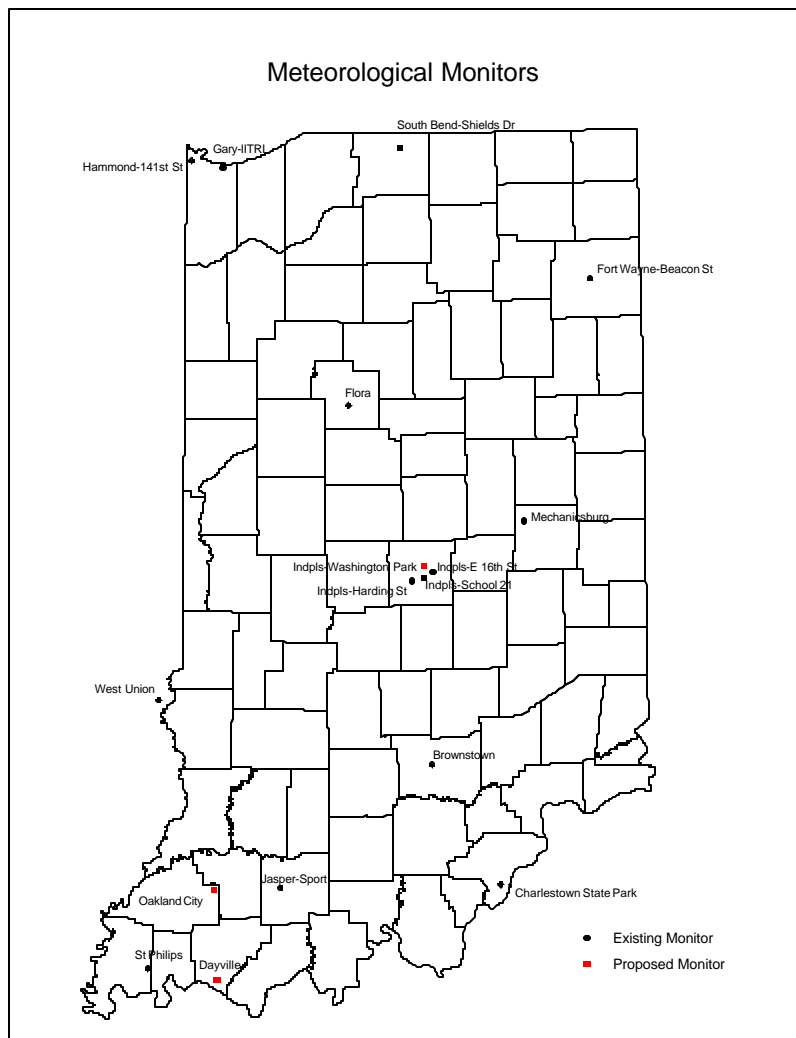 Meteorological Monitors
South Bend-Shields Dr
Gary-IITRI
Hammond-141st St
Fort Wayne-Beacon St
Flora
Mechanicsburg
Indpls-Washington Park
Indpls-E 16th St
Indpls-School 21
Indpls-Harding St
West Union
Brownstown
Jasper-Sport
Charlestown State Park
Oakland City
St Philips
Dayville
Existing Monitor
Proposed Monitor